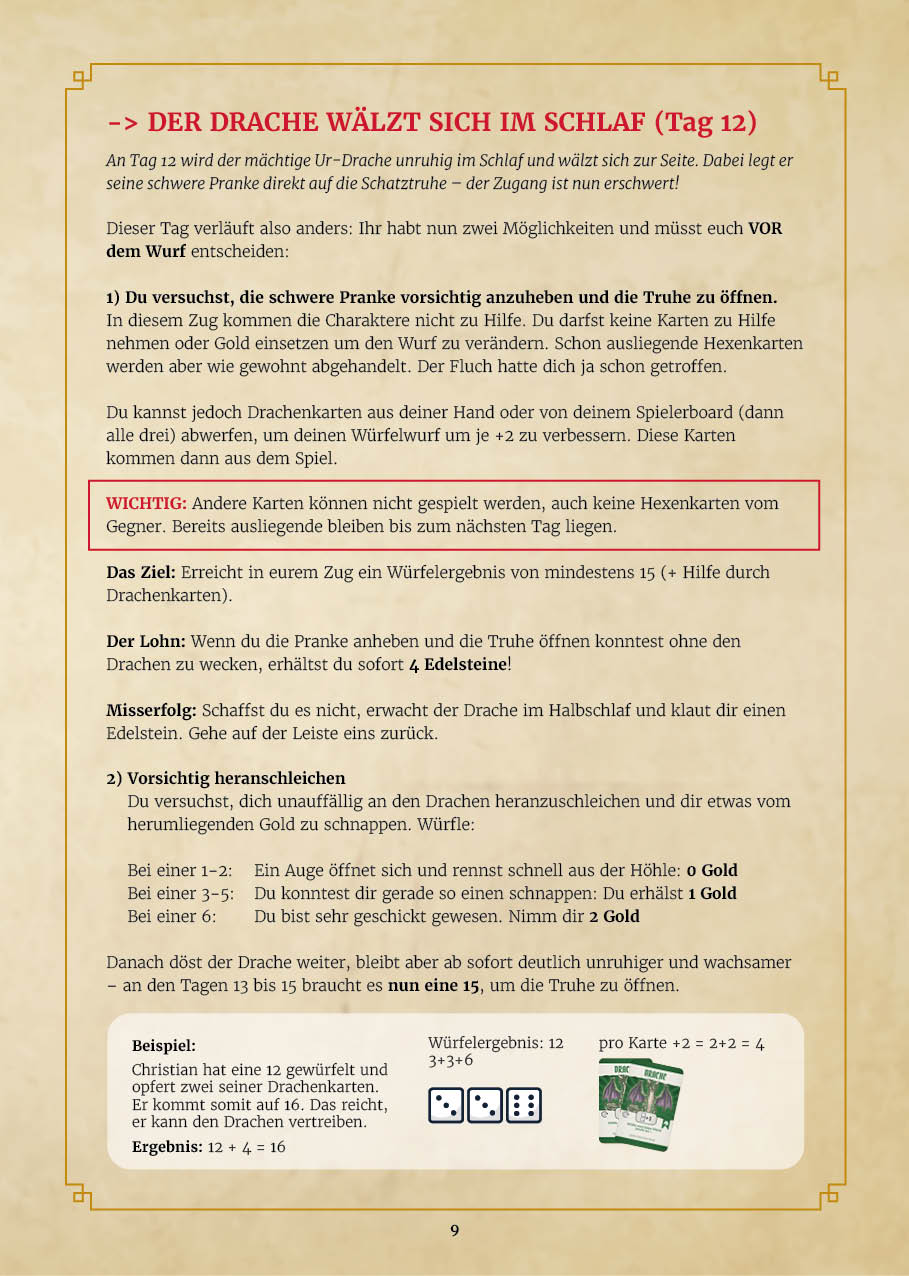 -> DER DRACHE WÄLZT SICH IM SCHLAF (Tag 12)
An Tag 12 wird der mächtige Ur-Drache unruhig im Schlaf und wälzt sich zur Seite. Dabei legt er
seine schwere Pranke direkt auf die Schatztruhe – der Zugang ist nun erschwert!
Dieser Tag verläuft also anders: Ihr habt nun zwei Möglichkeiten und müsst euch VOR
dem Wurf entscheiden:
1) Du versuchst, die schwere Pranke vorsichtig anzuheben und die Truhe zu öffnen.
In diesem Zug kommen die Charaktere nicht zu Hilfe. Du darfst keine Karten zu Hilfe
nehmen oder Gold einsetzen um den Wurf zu verändern. Schon ausliegende Hexenkarten
werden aber wie gewohnt abgehandelt. Der Fluch hatte dich ja schon getroffen.
Du kannst jedoch Drachenkarten aus deiner Hand oder von deinem Spielerboard (dann
alle drei) abwerfen, um deinen Würfelwurf um je +2 zu verbessern. Diese Karten
kommen dann aus dem Spiel.
WICHTIG: Andere Karten können nicht gespielt werden, auch keine Hexenkarten vom
Gegner. Bereits ausliegende bleiben bis zum nächsten Tag liegen.
Das Ziel: Erreicht in eurem Zug ein Würfelergebnis von mindestens 15 (+ Hilfe durch
Drachenkarten).
Der Lohn: Wenn du die Pranke anheben und die Truhe öffnen konntest ohne den
Drachen zu wecken, erhältst du sofort 4 Edelsteine!
Misserfolg: Schaffst du es nicht, erwacht der Drache im Halbschlaf und klaut dir einen
Edelstein. Gehe auf der Leiste eins zurück.
2) Vorsichtig heranschleichen
Du versuchst, dich unauffällig an den Drachen heranzuschleichen und dir etwas vom
herumliegenden Gold zu schnappen. Würfle:
Bei einer 1-2: Ein Auge öffnet sich und rennst schnell aus der Höhle: 0 Gold
Bei einer 3-5: Du konntest dir gerade so einen schnappen: Du erhälst 1 Gold
Bei einer 6: Du bist sehr geschickt gewesen. Nimm dir 2 Gold
Danach döst der Drache weiter, bleibt aber ab sofort deutlich unruhiger und wachsamer
– an den Tagen 13 bis 15 braucht es nun eine 15, um die Truhe zu öffnen.
Beispiel:
Christian hat eine 12 gewürfelt und
opfert zwei seiner Drachenkarten.
Er kommt somit auf 16. Das reicht,
er kann den Drachen vertreiben.
Ergebnis: 12 + 4 = 16
Würfelergebnis: 12
3+3+6
pro Karte +2 = 2+2 = 4
DRAC
DRACHE
9